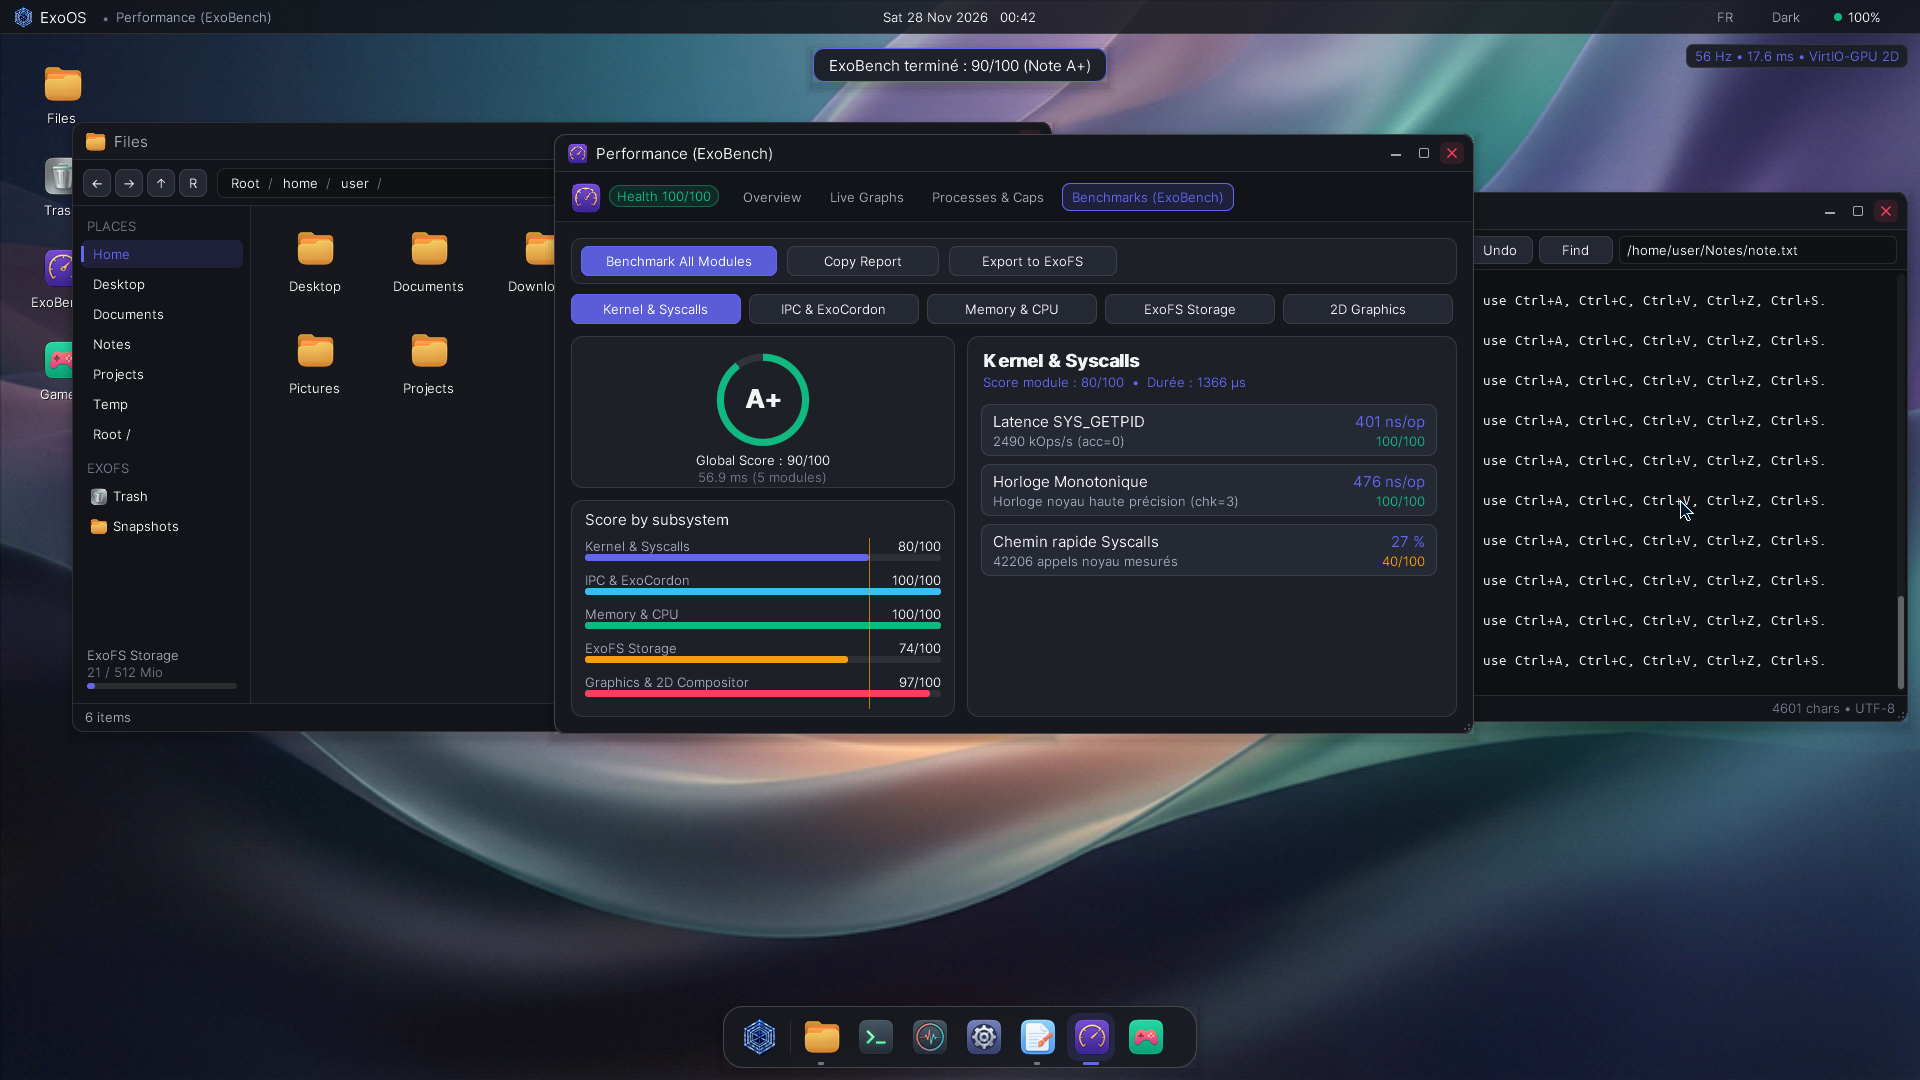 ExoOS • Performance (ExoBench)
Sat 28 Nov 2026 00:42
FR Dark 100%
ExoBench terminé : 90/100 (Note A+)
56 Hz • 17.6 ms • VirtIO-GPU 2D
Files
Files
← → ↑ R Root / home / user /
PLACES
Home
Desktop
Documents
Notes
Projects
Temp
Root /
EXOFS
Trash
Snapshots
ExoFS Storage
21 / 512 Mio
6 items
Desktop Documents
Pictures Projects
Performance (ExoBench)
Health 100/100 Overview Live Graphs Processes & Caps Benchmarks (ExoBench)
Benchmark All Modules Copy Report Export to ExoFS
Kernel & Syscalls IPC & ExoCordon Memory & CPU ExoFS Storage 2D Graphics
A+
Global Score : 90/100
56.9 ms (5 modules)
Score by subsystem
Kernel & Syscalls 80/100
IPC & ExoCordon 100/100
Memory & CPU 100/100
ExoFS Storage 74/100
Graphics & 2D Compositor 97/100
Kernel & Syscalls
Score module : 80/100 • Durée : 1366 µs
Latence SYS_GETPID 401 ns/op
2490 kOps/s (acc=0) 100/100
Horloge Monotonique 476 ns/op
Horloge noyau haute précision (chk=3) 100/100
Chemin rapide Syscalls 27 %
42206 appels noyau mesurés 40/100
Undo Find /home/user/Notes/note.txt
use Ctrl+A, Ctrl+C, Ctrl+V, Ctrl+Z, Ctrl+S.
use Ctrl+A, Ctrl+C, Ctrl+V, Ctrl+Z, Ctrl+S.
use Ctrl+A, Ctrl+C, Ctrl+V, Ctrl+Z, Ctrl+S.
use Ctrl+A, Ctrl+C, Ctrl+V, Ctrl+Z, Ctrl+S.
use Ctrl+A, Ctrl+C, Ctrl+V, Ctrl+Z, Ctrl+S.
use Ctrl+A, Ctrl+C, Ctrl+V, Ctrl+Z, Ctrl+S.
use Ctrl+A, Ctrl+C, Ctrl+V, Ctrl+Z, Ctrl+S.
use Ctrl+A, Ctrl+C, Ctrl+V, Ctrl+Z, Ctrl+S.
use Ctrl+A, Ctrl+C, Ctrl+V, Ctrl+Z, Ctrl+S.
use Ctrl+A, Ctrl+C, Ctrl+V, Ctrl+Z, Ctrl+S.
4601 chars • UTF-8